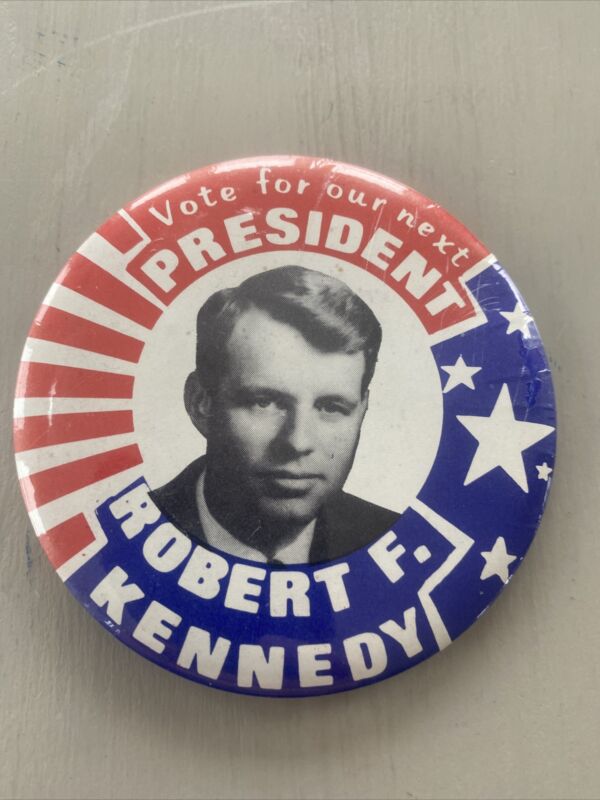 Vote for our next
PRESIDENT
ROBERT F.
KENNEDY